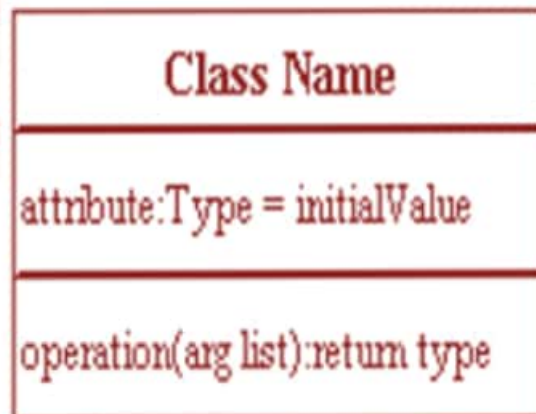 Class Name
attribute:Type = initialValue
operation(arg list):return type